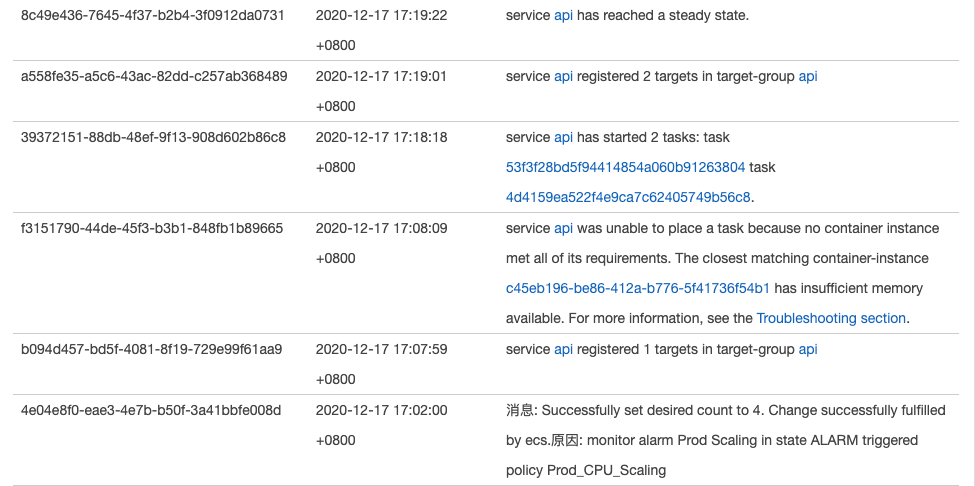 8c49e436-7645-4f37-b2b4-3f0912da0731 2020-12-17 17:19:22 service api has reached a steady state.
+0800
a558fe35-a5c6-43ac-82dd-c257ab368489 2020-12-17 17:19:01 service api registered 2 targets in target-group api
+0800
39372151-88db-48ef-9f13-908d602b86c8 2020-12-17 17:18:18 service api has started 2 tasks: task
+0800 53f3f28bd5f94414854a060b91263804 task
4d4159ea522f4e9ca7c62405749b56c8.
f3151790-44de-45f3-b3b1-848fb1b89665 2020-12-17 17:08:09 service api was unable to place a task because no container instance
+0800 met all of its requirements. The closest matching container-instance
c45eb196-be86-412a-b776-5f41736f54b1 has insufficient memory
available. For more information, see the Troubleshooting section.
b094d457-bd5f-4081-8f19-729e99f61aa9 2020-12-17 17:07:59 service api registered 1 targets in target-group api
+0800
4e04e8f0-eae3-4e7b-b50f-3a41bbfe008d 2020-12-17 17:02:00 消息: Successfully set desired count to 4. Change successfully fulfilled
+0800 by ecs.原因: monitor alarm Prod Scaling in state ALARM triggered
policy Prod_CPU_Scaling